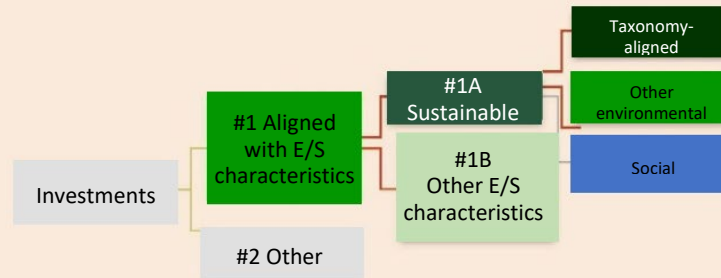 Investments
#1 Aligned
with E/S
characteristics
#2 Other
#1A
Sustainable
#1B
Other E/S
characteristics
Taxonomy-
aligned
Other
environmental
Social